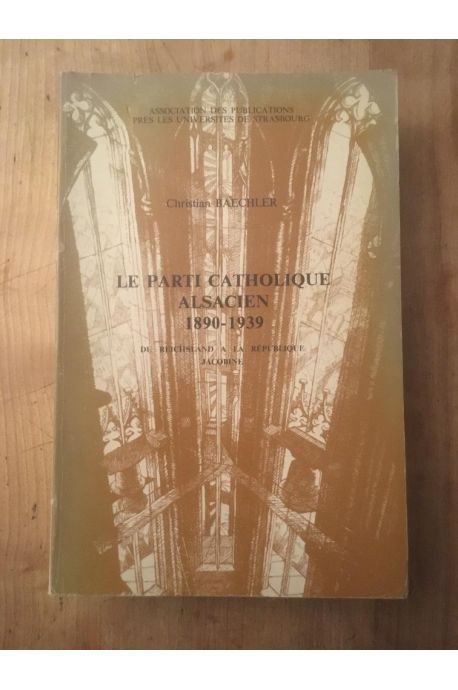 ASSOCIATION DES PUBLICATIONS
PRES LES UNIVERSITES DE STRASBOURG
Christian BAECHLER
LE PARTI CATHOLIQUE
ALSACIEN
1890-1939
DU REICHSLAND A LA RÉPUBLIQUE
JACOBINE